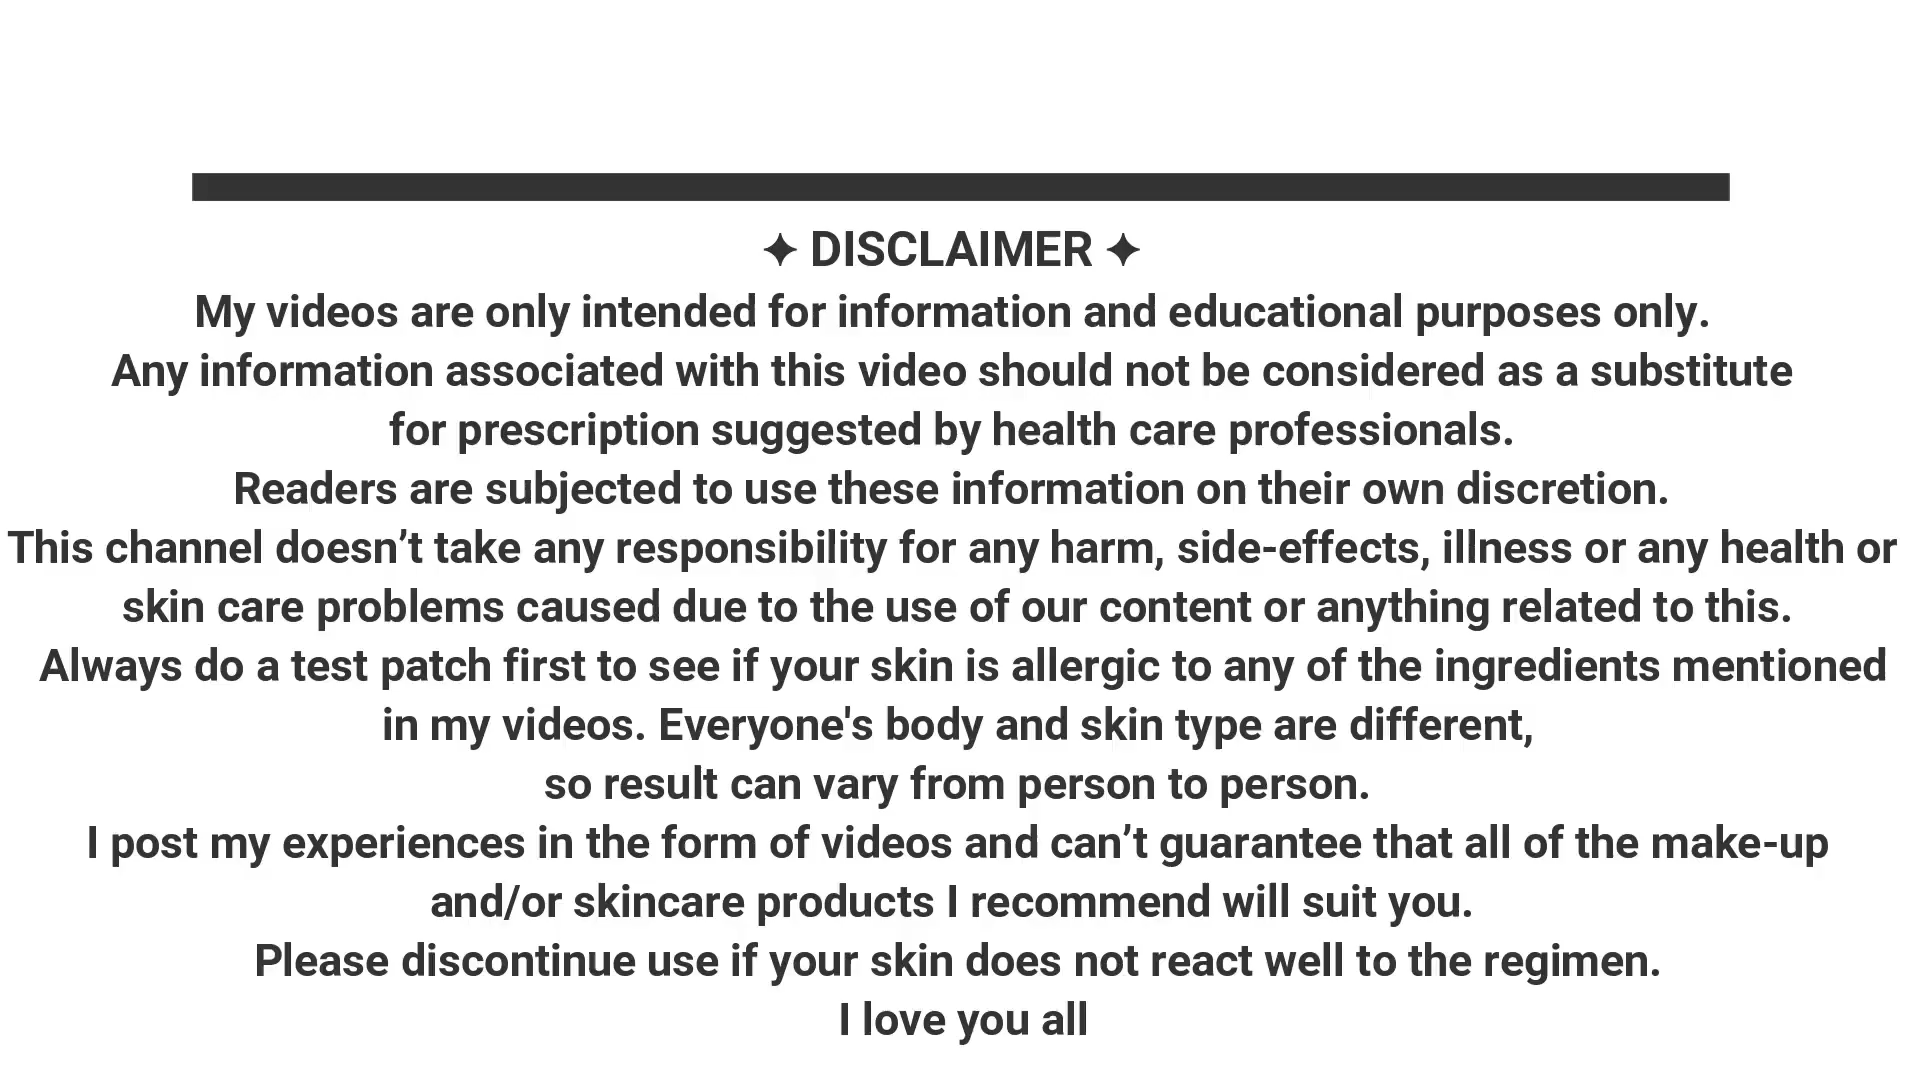 ✦ DISCLAIMER ✦
My videos are only intended for information and educational purposes only.
Any information associated with this video should not be considered as a substitute
for prescription suggested by health care professionals.
Readers are subjected to use these information on their own discretion.
This channel doesn’t take any responsibility for any harm, side-effects, illness or any health or
skin care problems caused due to the use of our content or anything related to this.
Always do a test patch first to see if your skin is allergic to any of the ingredients mentioned
in my videos. Everyone's body and skin type are different,
so result can vary from person to person.
I post my experiences in the form of videos and can’t guarantee that all of the make-up
and/or skincare products I recommend will suit you.
Please discontinue use if your skin does not react well to the regimen.
I love you all